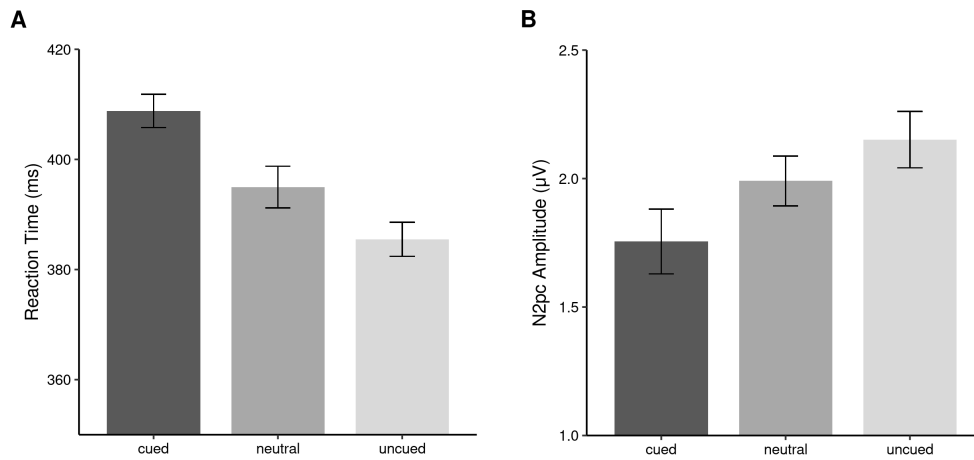 A
Reaction Time (ms)
420
400
380
360
cued
neutral
uncued
B
N2pc Amplitude (µV)
2.5
2.0
1.5
1.0
cued
neutral
uncued